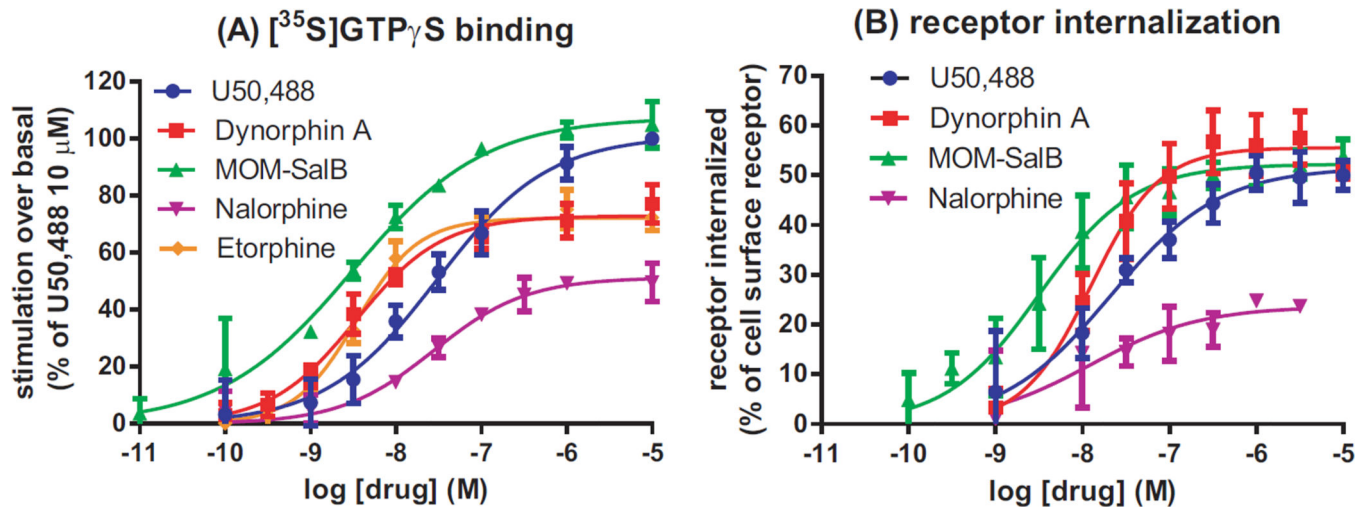 (A) [³⁵S]GTPγS binding
stimulation over basal
(% of U50,488 10 μM)
120
100
80
60
40
20
0
U50,488
Dynorphin A
MOM-SalB
Nalorphine
Etorphine
-11 -10 -9 -8 -7 -6 -5
log [drug] (M)
(B) receptor internalization
receptor internalized
(% of cell surface receptor)
70
60
50
40
30
20
10
0
U50,488
Dynorphin A
MOM-SalB
Nalorphine
-11 -10 -9 -8 -7 -6 -5
log [drug] (M)